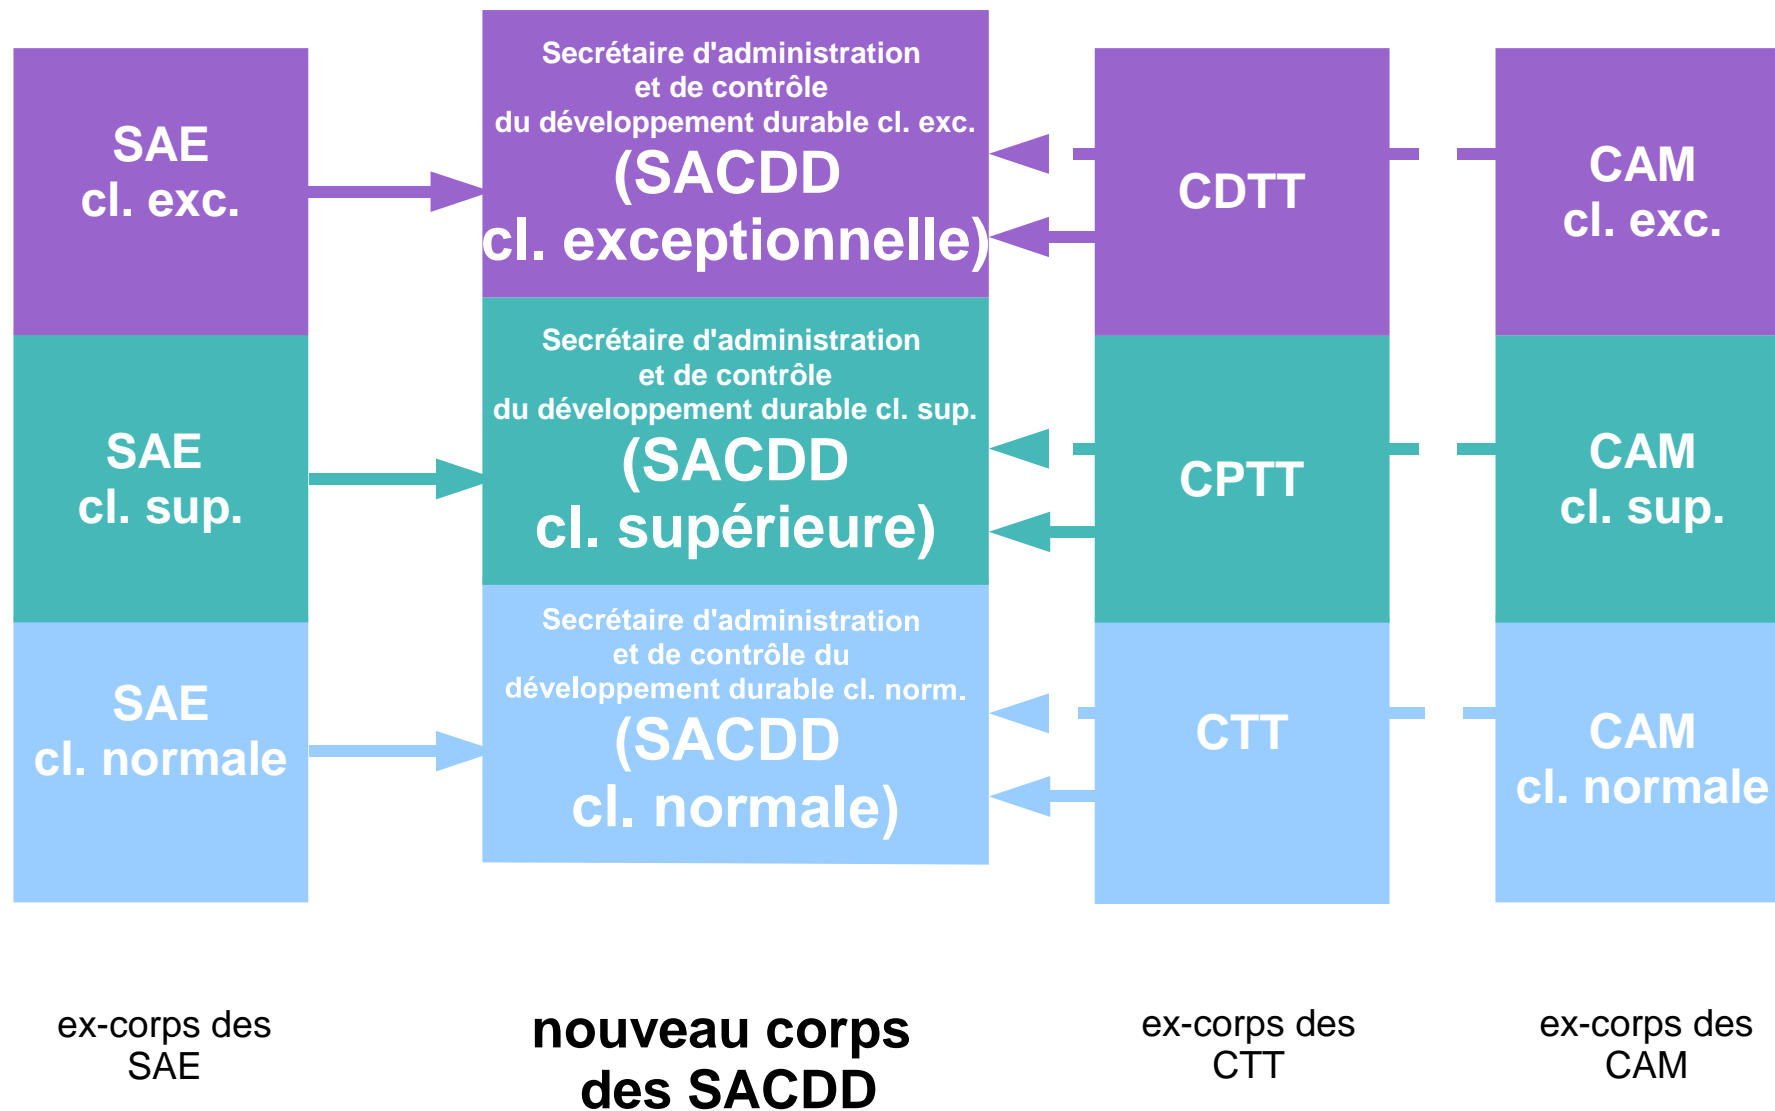 SAE
cl. exc.
SAE
cl. sup.
SAE
cl. normale
ex-corps des
SAE
Secrétaire d'administration
et de contrôle
du développement durable cl. exc.
(SACDD
cl. exceptionnelle)
Secrétaire d'administration
et de contrôle
du développement durable cl. sup.
(SACDD
cl. supérieure)
Secrétaire d'administration
et de contrôle du
développement durable cl. norm.
(SACDD
cl. normale)
nouveau corps
des SACDD
CDTT
CPTT
CTT
ex-corps des
CTT
CAM
cl. exc.
CAM
cl. sup.
CAM
cl. normale
ex-corps des
CAM